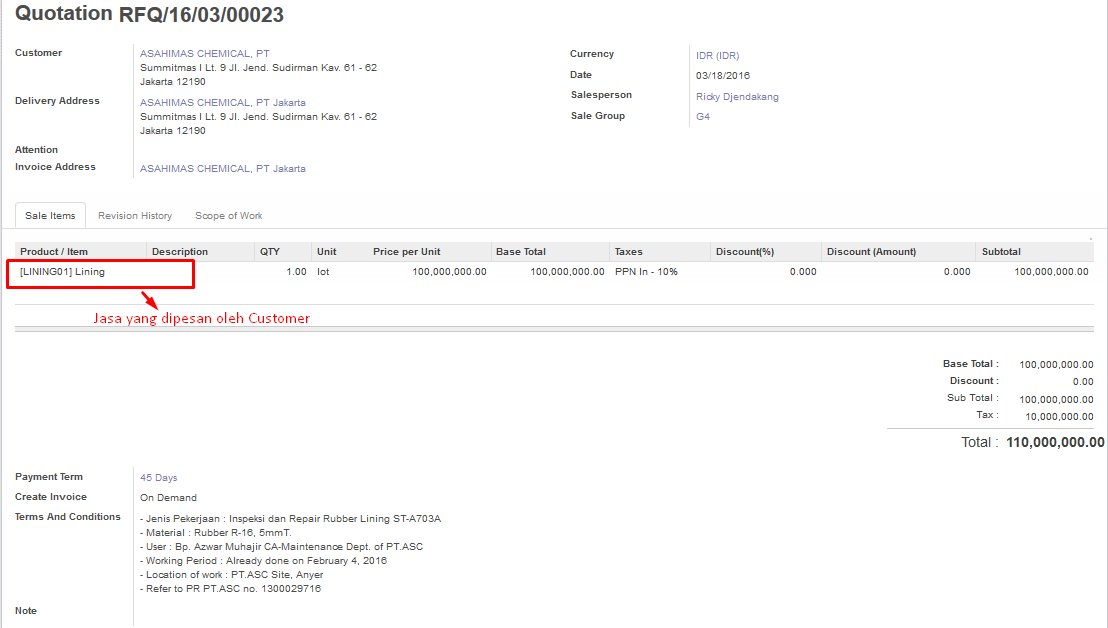 Quotation RFQ/16/03/00023
Customer
ASAHIMAS CHEMICAL, PT
Summitmas I Lt. 9 Jl. Jend. Sudirman Kav. 61 - 62
Jakarta 12190
Delivery Address
ASAHIMAS CHEMICAL, PT Jakarta
Summitmas I Lt. 9 Jl. Jend. Sudirman Kav. 61 - 62
Jakarta 12190
Attention
Invoice Address
ASAHIMAS CHEMICAL, PT Jakarta
Currency IDR (IDR)
Date 03/18/2016
Salesperson Ricky Djendakang
Sale Group G4
Sale Items Revision History Scope of Work
Product / Item Description QTY Unit Price per Unit Base Total Taxes Discount(%) Discount (Amount) Subtotal
[LINING01] Lining 1.00 lot 100,000,000.00 100,000,000.00 PPN In - 10% 0.000 0.000 100,000,000.00
Jasa yang dipesan oleh Customer
Base Total : 100,000,000.00
Discount : 0.00
Sub Total : 100,000,000.00
Tax : 10,000,000.00
Total : 110,000,000.00
Payment Term 45 Days
Create Invoice On Demand
Terms And Conditions
- Jenis Pekerjaan : Inspeksi dan Repair Rubber Lining ST-A703A
- Material : Rubber R-16, 5mmT.
- User : Bp. Azwar Muhajir CA-Maintenance Dept. of PT.ASC
- Working Period : Already done on February 4, 2016
- Location of work : PT.ASC Site, Anyer
- Refer to PR PT.ASC no. 1300029716
Note